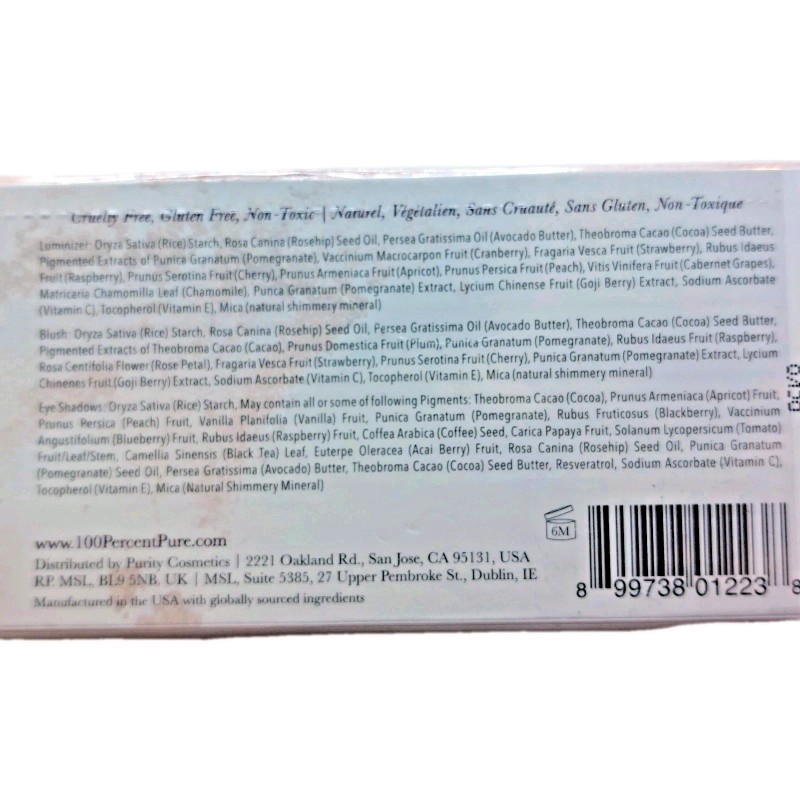 Cruelty Free, Gluten Free, Non-Toxic | Naturel, Végétalien, Sans Cruauté, Sans Gluten, Non-Toxique
Luminizer: Oryza Sativa (Rice) Starch, Rosa Canina (Rosehip) Seed Oil, Persea Gratissima Oil (Avocado Butter), Theobroma Cacao (Cocoa) Seed Butter,
Pigmented Extracts of Punica Granatum (Pomegranate), Vaccinium Macrocarpon Fruit (Cranberry), Fragaria Vesca Fruit (Strawberry), Rubus Idaeus
Fruit (Raspberry), Prunus Serotina Fruit (Cherry), Prunus Armeniaca Fruit (Apricot), Prunus Persica Fruit (Peach), Vitis Vinifera Fruit (Cabernet Grapes),
Matricaria Chamomilla Leaf (Chamomile), Punca Granatum (Pomegranate) Extract, Lycium Chinense Fruit (Goji Berry) Extract, Sodium Ascorbate
(Vitamin C), Tocopherol (Vitamin E), Mica (natural shimmery mineral)
Blush: Oryza Sativa (Rice) Starch, Rosa Canina (Rosehip) Seed Oil, Persea Gratissima Oil (Avocado Butter), Theobroma Cacao (Cocoa) Seed Butter,
Pigmented Extracts of Theobroma Cacao (Cacao), Prunus Domestica Fruit (Plum), Punica Granatum (Pomegranate), Rubus Idaeus Fruit (Raspberry),
Rosa Centifolia Flower (Rose Petal), Fragaria Vesca Fruit (Strawberry), Prunus Serotina Fruit (Cherry), Punica Granatum (Pomegranate) Extract, Lycium
Chinenes Fruit (Goji Berry) Extract, Sodium Ascorbate (Vitamin C), Tocopherol (Vitamin E), Mica (natural shimmery mineral)
Eye Shadows: Oryza Sativa (Rice) Starch, May contain all or some of following Pigments: Theobroma Cacao (Cocoa), Prunus Armeniaca (Apricot) Fruit,
Prunus Persica (Peach) Fruit, Vanilla Planifolia (Vanilla) Fruit, Punica Granatum (Pomegranate), Rubus Fruticosus (Blackberry), Vaccinium
Angustifolium (Blueberry) Fruit, Rubus Idaeus (Raspberry) Fruit, Coffea Arabica (Coffee) Seed, Carica Papaya Fruit, Solanum Lycopersicum (Tomato)
Fruit/Leaf/Stem, Camellia Sinensis (Black Tea) Leaf, Euterpe Oleracea (Acai Berry) Fruit, Rosa Canina (Rosehip) Seed Oil, Punica Granatum
(Pomegranate) Seed Oil, Persea Gratissima (Avocado) Butter, Theobroma Cacao (Cocoa) Seed Butter, Resveratrol, Sodium Ascorbate (Vitamin C),
Tocopherol (Vitamin E), Mica (Natural Shimmery Mineral)
www.100PercentPure.com
Distributed by Purity Cosmetics | 2221 Oakland Rd., San Jose, CA 95131, USA
RP. MSL, BL9 5NB, UK | MSL, Suite 5385, 27 Upper Pembroke St., Dublin, IE
Manufactured in the USA with globally sourced ingredients
6M
8 99738 01223 8